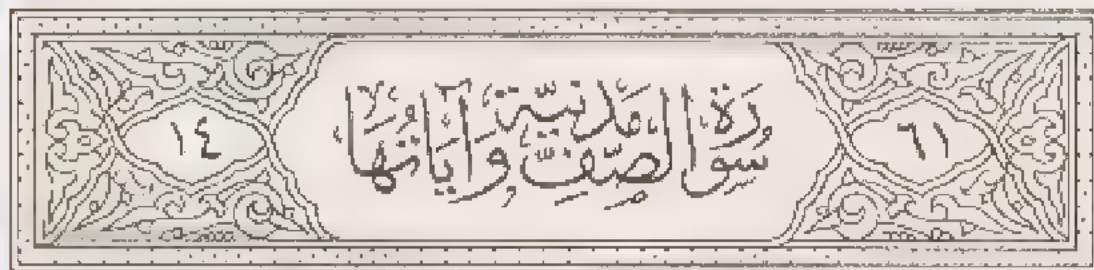 ٦١
سُورَةُ الصَّفِّ مَدَنِيَّةٌ وَآيَاتُهَا
١٤